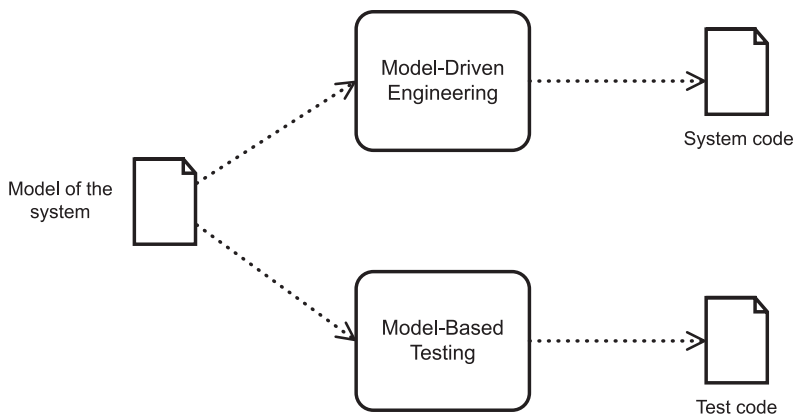 Model-Driven
Engineering
System code
Model of the
system
Model-Based
Testing
Test code